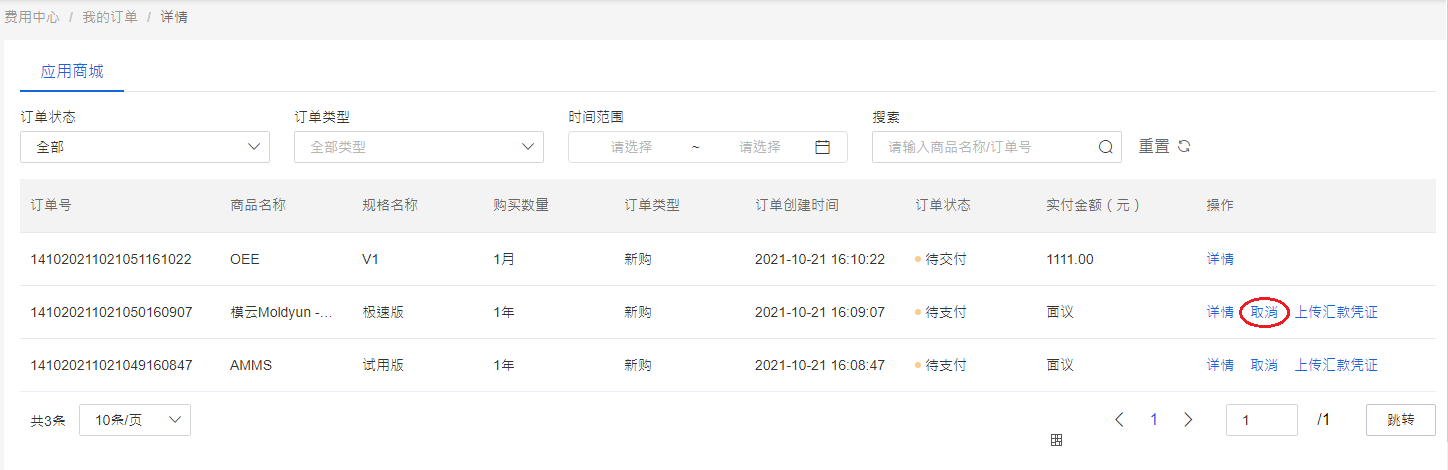 费用中心 / 我的订单 / 详情
应用商城
订单状态 订单类型 时间范围 搜索
全部 全部类型 请选择 ~ 请选择 请输入商品名称/订单号 重置
订单号 商品名称 规格名称 购买数量 订单类型 订单创建时间 订单状态 实付金额（元） 操作
141020211021051161022 OEE V1 1月 新购 2021-10-21 16:10:22 待交付 1111.00 详情
141020211021050160907 模云Moldyun -... 极速版 1年 新购 2021-10-21 16:09:07 待支付 面议 详情 取消 上传汇款凭证
141020211021049160847 AMMS 试用版 1年 新购 2021-10-21 16:08:47 待支付 面议 详情 取消 上传汇款凭证
共3条 10条/页 1 1 /1 跳转